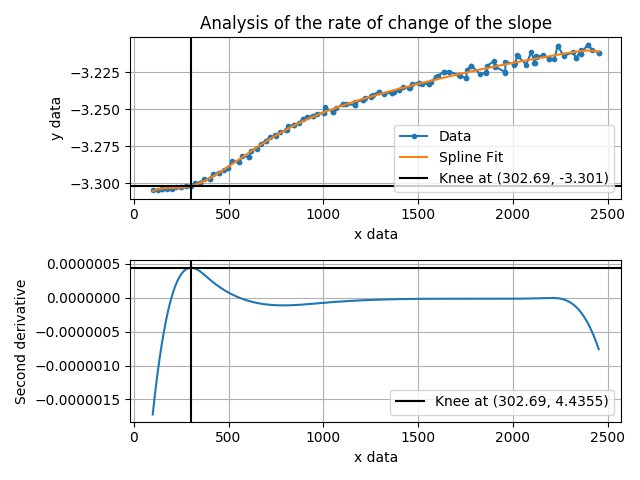 Analysis of the rate of change of the slope
−3.225
−3.250
−3.275
−3.300
y data
Data
Spline Fit
Knee at (302.69, -3.301)
0 500 1000 1500 2000 2500
x data
0.0000005
0.0000000
−0.0000005
−0.0000010
−0.0000015
Second derivative
Knee at (302.69, 4.4355)
0 500 1000 1500 2000 2500
x data